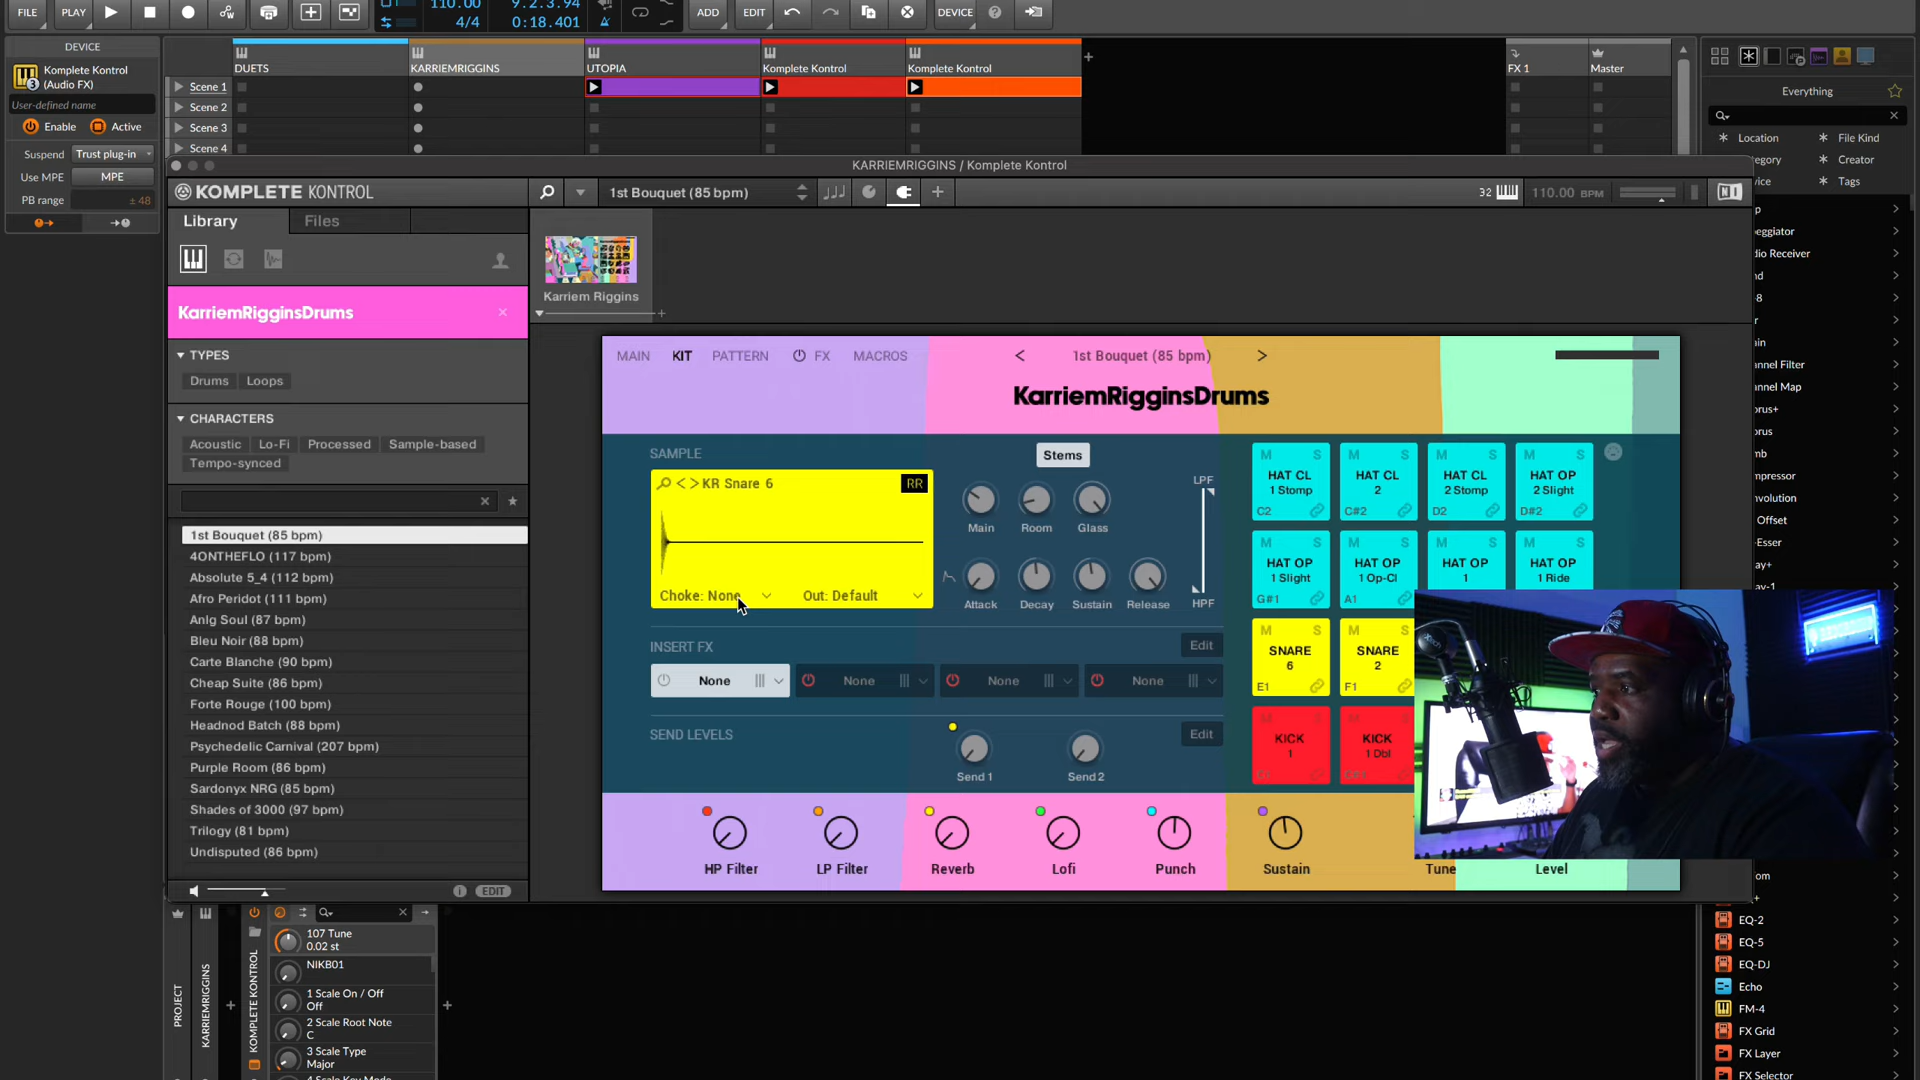 FILE
PLAY
110.00
4/4
9.2.3.94
0:18.401
ADD
EDIT
DEVICE
DEVICE
Komplete Kontrol
(Audio FX)
User-defined name
Enable
Active
Suspend
Trust plug-in
Use MPE
MPE
PB range
± 48
DUETS
KARRIEMRIGGINS
UTOPIA
Komplete Kontrol
Komplete Kontrol
FX 1
Master
Scene 1
Scene 2
Scene 3
Scene 4
KARRIEMRIGGINS / Komplete Kontrol
KOMPLETE KONTROL
1st Bouquet (85 bpm)
32
110.00 BPM
Library
Files
Karriem Riggins
KarriemRigginsDrums
TYPES
Drums
Loops
CHARACTERS
Acoustic
Lo-Fi
Processed
Sample-based
Tempo-synced
1st Bouquet (85 bpm)
4ONTHEFLO (117 bpm)
Absolute 5_4 (112 bpm)
Afro Peridot (111 bpm)
Anlg Soul (87 bpm)
Bleu Noir (88 bpm)
Carte Blanche (90 bpm)
Cheap Suite (86 bpm)
Forte Rouge (100 bpm)
Headnod Batch (88 bpm)
Psychedelic Carnival (207 bpm)
Purple Room (86 bpm)
Sardonyx NRG (85 bpm)
Shades of 3000 (97 bpm)
Trilogy (81 bpm)
Undisputed (86 bpm)
EDIT
MAIN
KIT
PATTERN
FX
MACROS
1st Bouquet (85 bpm)
KarriemRigginsDrums
SAMPLE
KR Snare 6
RR
Choke: None
Out: Default
Stems
Main
Room
Glass
Attack
Decay
Sustain
Release
LPF
HPF
INSERT FX
Edit
None
None
None
None
SEND LEVELS
Edit
Send 1
Send 2
M S
HAT CL
1 Stomp
C2
M S
HAT CL
2
C#2
M S
HAT CL
2 Stomp
D2
M S
HAT OP
2 Slight
D#2
M S
HAT OP
1 Slight
G#1
M S
HAT OP
1 Op-Cl
A1
M S
HAT OP
1
M S
HAT OP
1 Ride
M S
SNARE
6
E1
M S
SNARE
2
F1
M S
KICK
1
M S
KICK
1 Dbl
HP Filter
LP Filter
Reverb
Lofi
Punch
Sustain
Tune
Level
Everything
Location
File Kind
Creator
Tags
EQ-2
EQ-5
EQ-DJ
Echo
FM-4
FX Grid
FX Layer
FX Selector
PROJECT
KARRIEMRIGGINS
KOMPLETE KONTROL
107 Tune
0.02 st
NIKB01
1 Scale On / Off
Off
2 Scale Root Note
C
3 Scale Type
Major